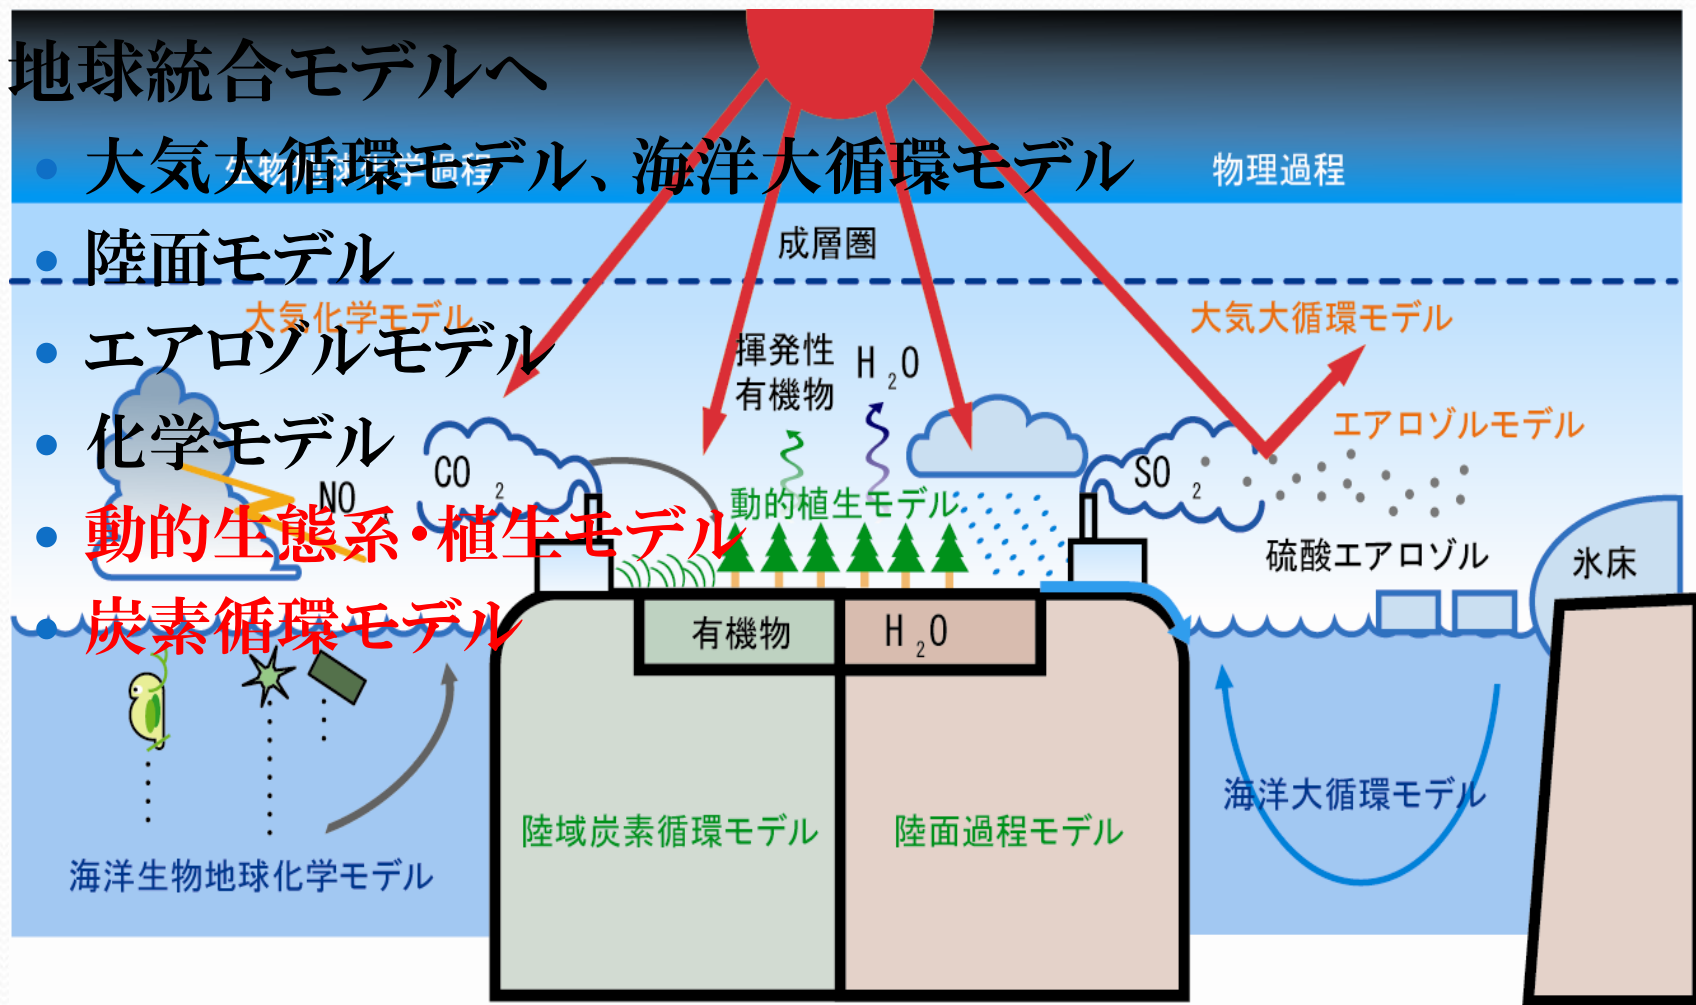 地球統合モデルへ
• 大気大循環モデル、海洋大循環モデル
生物地球化学過程
物理過程
• 陸面モデル
成層圏
大気化学モデル
大気大循環モデル
• エアロゾルモデル
揮発性
有機物
H2O
エアロゾルモデル
• 化学モデル
CO2
SO2
NO
動的植生モデル
• 動的生態系・植生モデル
硫酸エアロゾル
氷床
• 炭素循環モデル
有機物
H2O
海洋大循環モデル
陸域炭素循環モデル
陸面過程モデル
海洋生物地球化学モデル